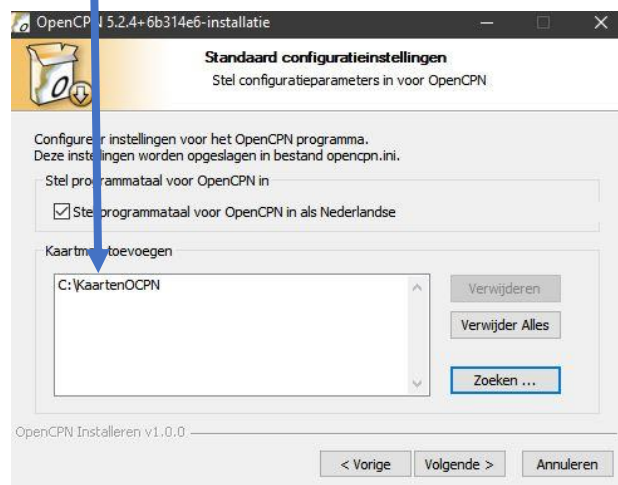 OpenCPN 5.2.4+6b314e6-installatie
Standaard configuratieinstellingen
Stel configuratieparameters in voor OpenCPN
Configureer instellingen voor het OpenCPN programma.
Deze instellingen worden opgeslagen in bestand opencpn.ini.
Stel programmataal voor OpenCPN in
Stel programmataal voor OpenCPN in als Nederlandse
toevoegen
C:\KaartenOCPN
Verwijderen
Verwijder Alles
Zoeken ...
OpenCPN Installeren v1.0.0
< Vorige
Volgende >
Annuleren